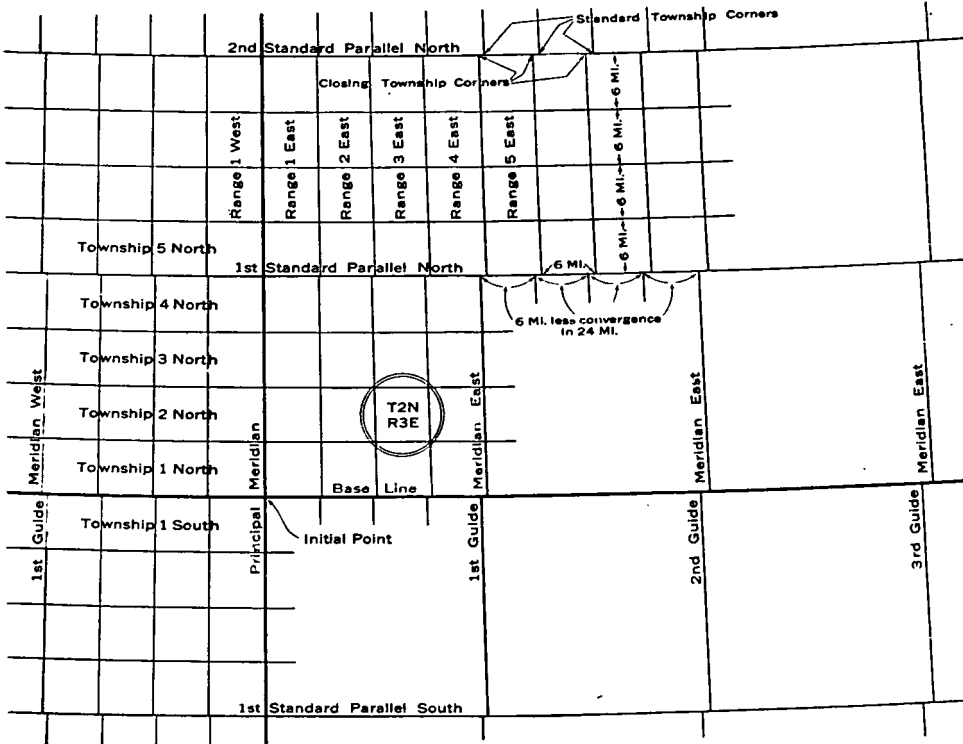 Standard Township Corners
2nd Standard Parallel North
Closing Township Corners
6 MI.
6 MI.
6 MI.
6 MI.
Range 1 West
Range 1 East
Range 2 East
Range 3 East
Range 4 East
Range 5 East
Township 5 North
1st Standard Parallel North
6 MI.
Township 4 North
6 MI. less convergence
in 24 MI.
Township 3 North
Township 2 North
T2N
R3E
Township 1 North
Base Line
Township 1 South
Initial Point
1st Guide Meridian West
Principal Meridian
1st Guide Meridian East
2nd Guide Meridian East
3rd Guide Meridian East
1st Standard Parallel South